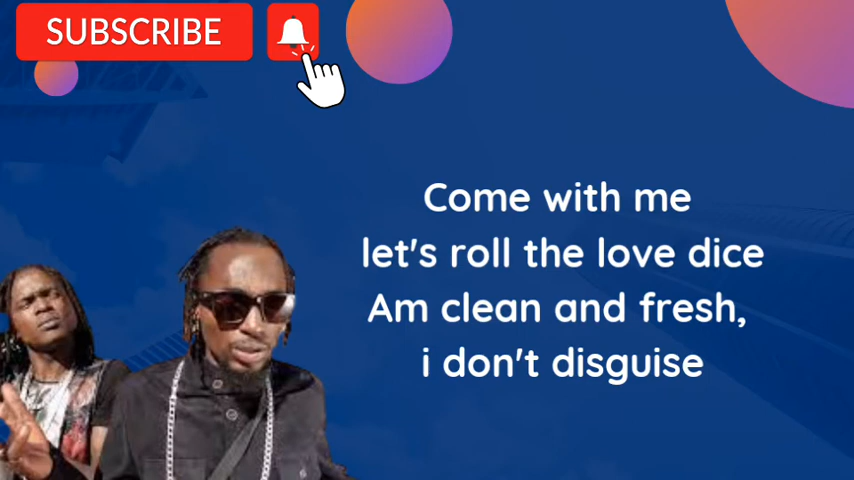 SUBSCRIBE
Come with me
let's roll the love dice
Am clean and fresh,
i don't disguise